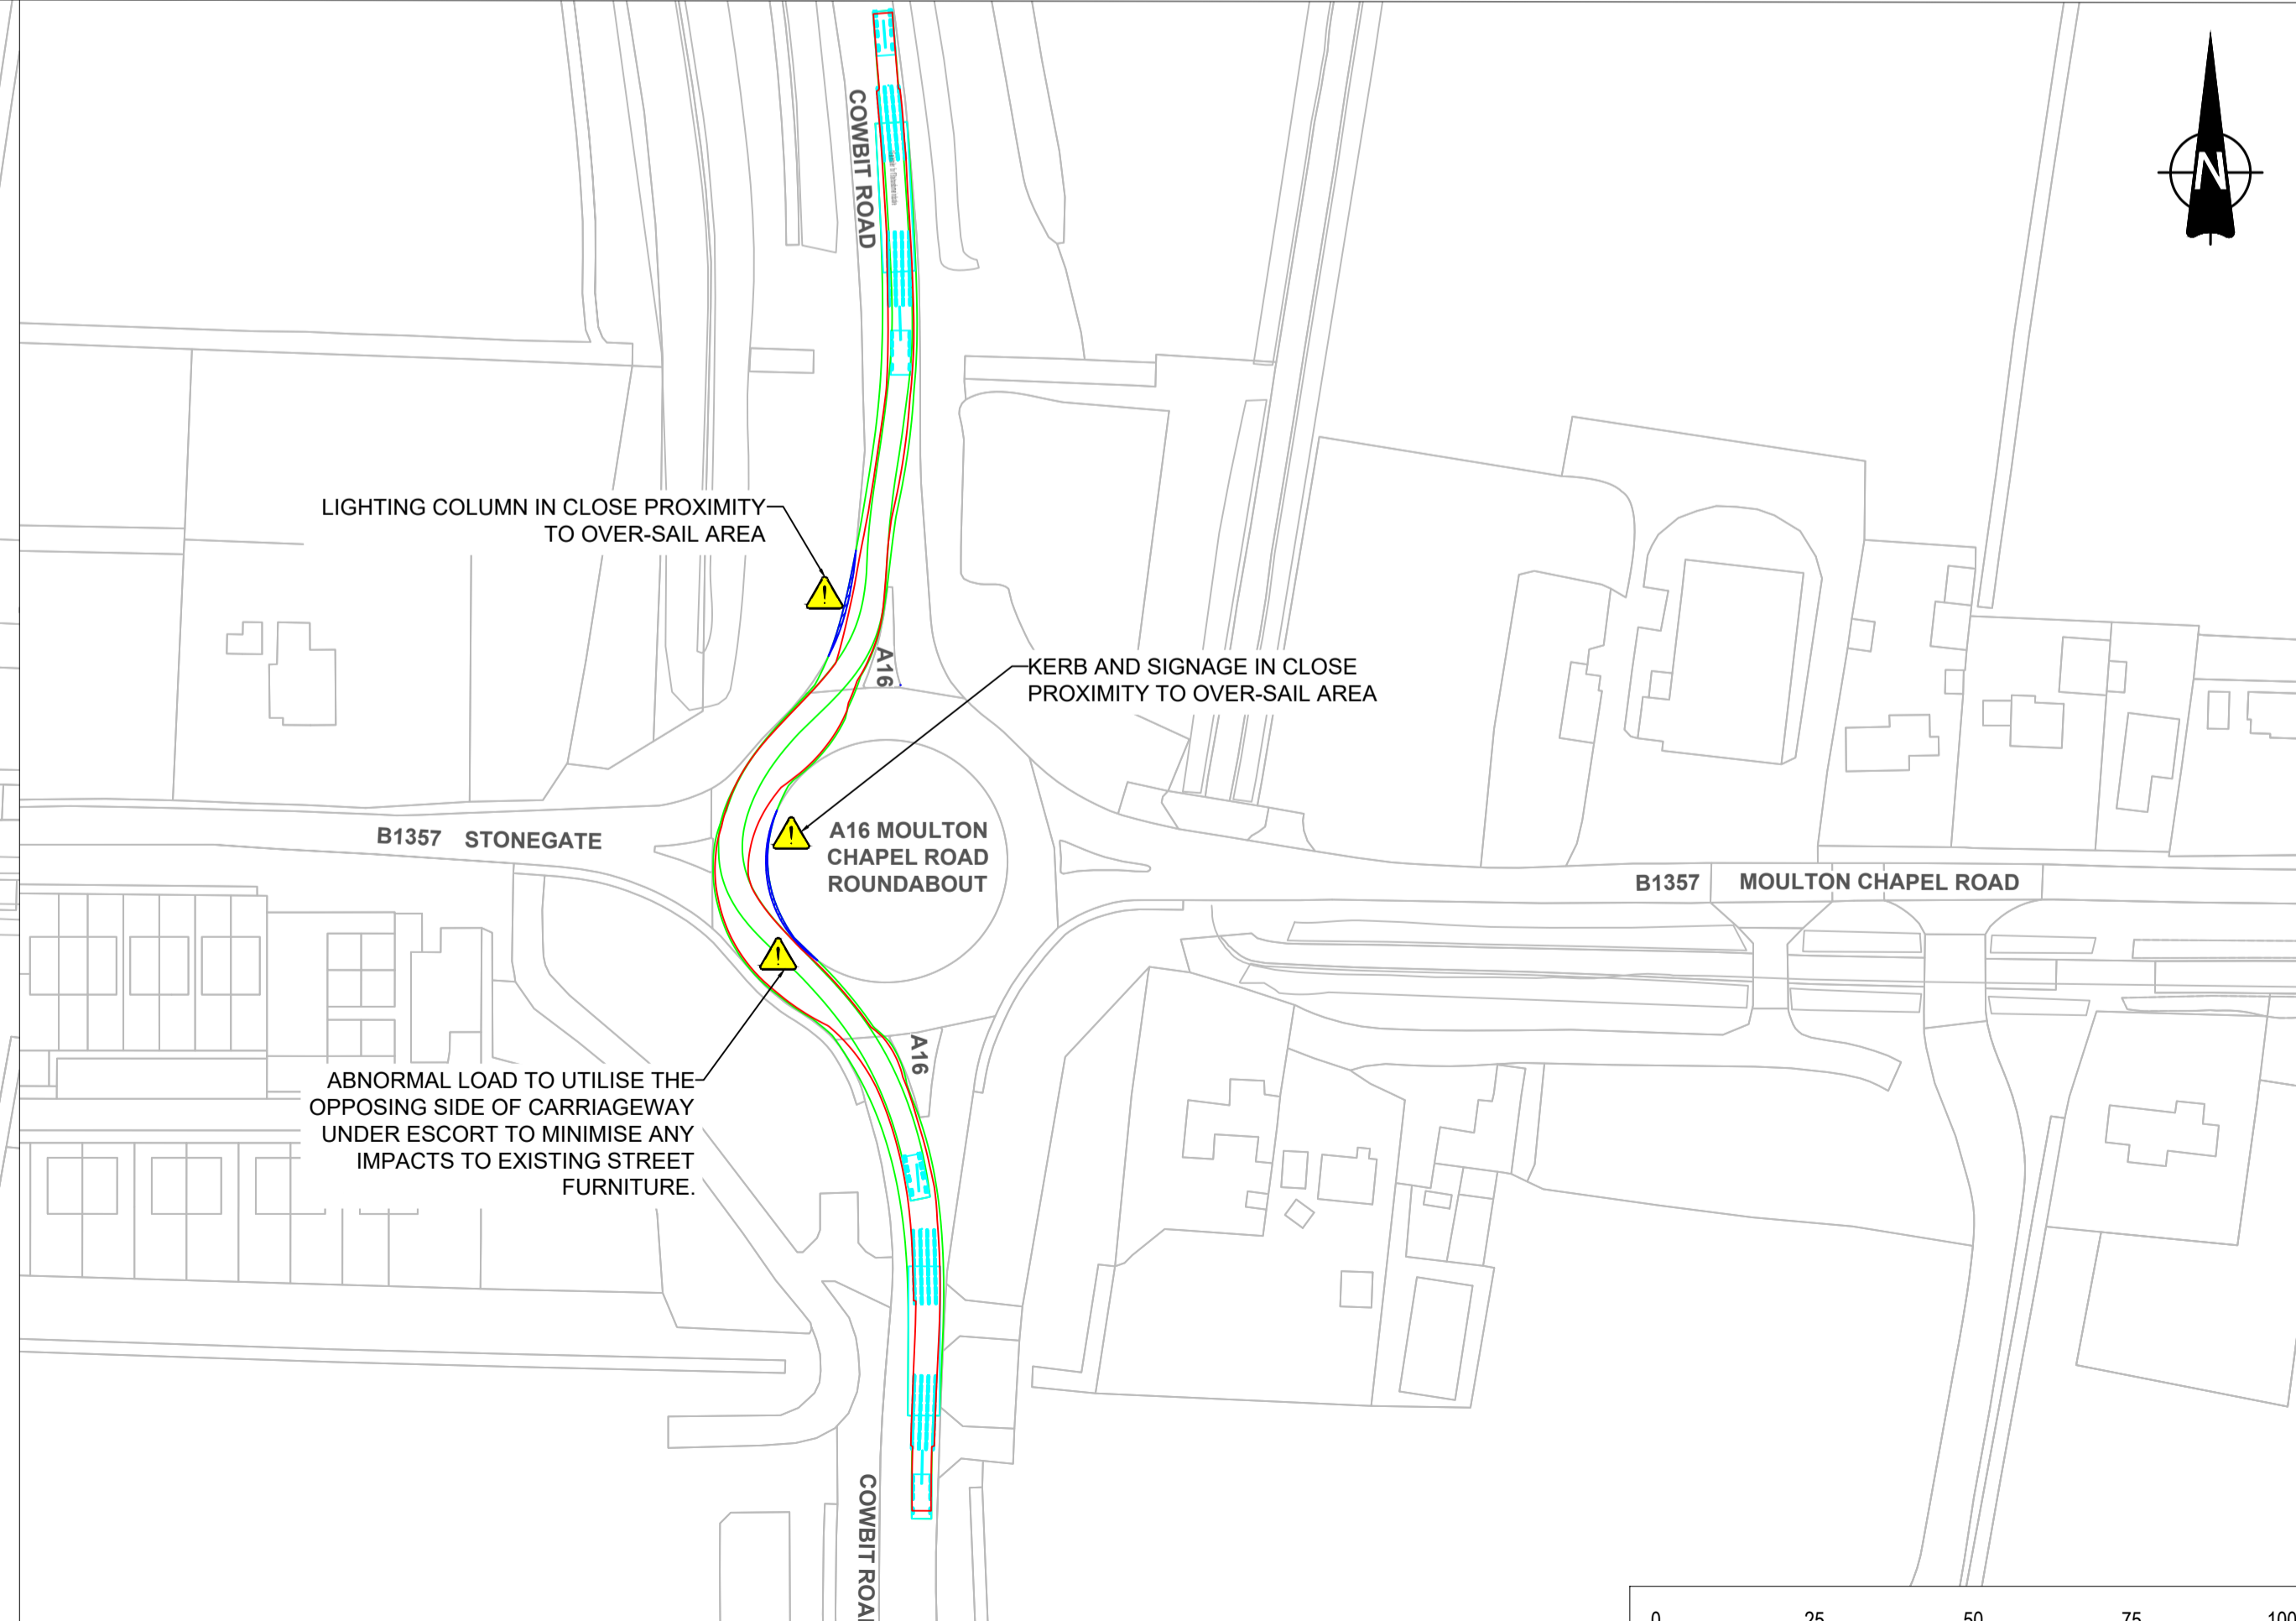 COWBIT ROAD
N
LIGHTING COLUMN IN CLOSE PROXIMITY
TO OVER-SAIL AREA
A16
KERB AND SIGNAGE IN CLOSE
PROXIMITY TO OVER-SAIL AREA
B1357 STONEGATE
A16 MOULTON
CHAPEL ROAD
ROUNDABOUT
B1357 MOULTON CHAPEL ROAD
A16
ABNORMAL LOAD TO UTILISE THE
OPPOSING SIDE OF CARRIAGEWAY
UNDER ESCORT TO MINIMISE ANY
IMPACTS TO EXISTING STREET
FURNITURE.
COWBIT ROAD
0 25 50 75 100